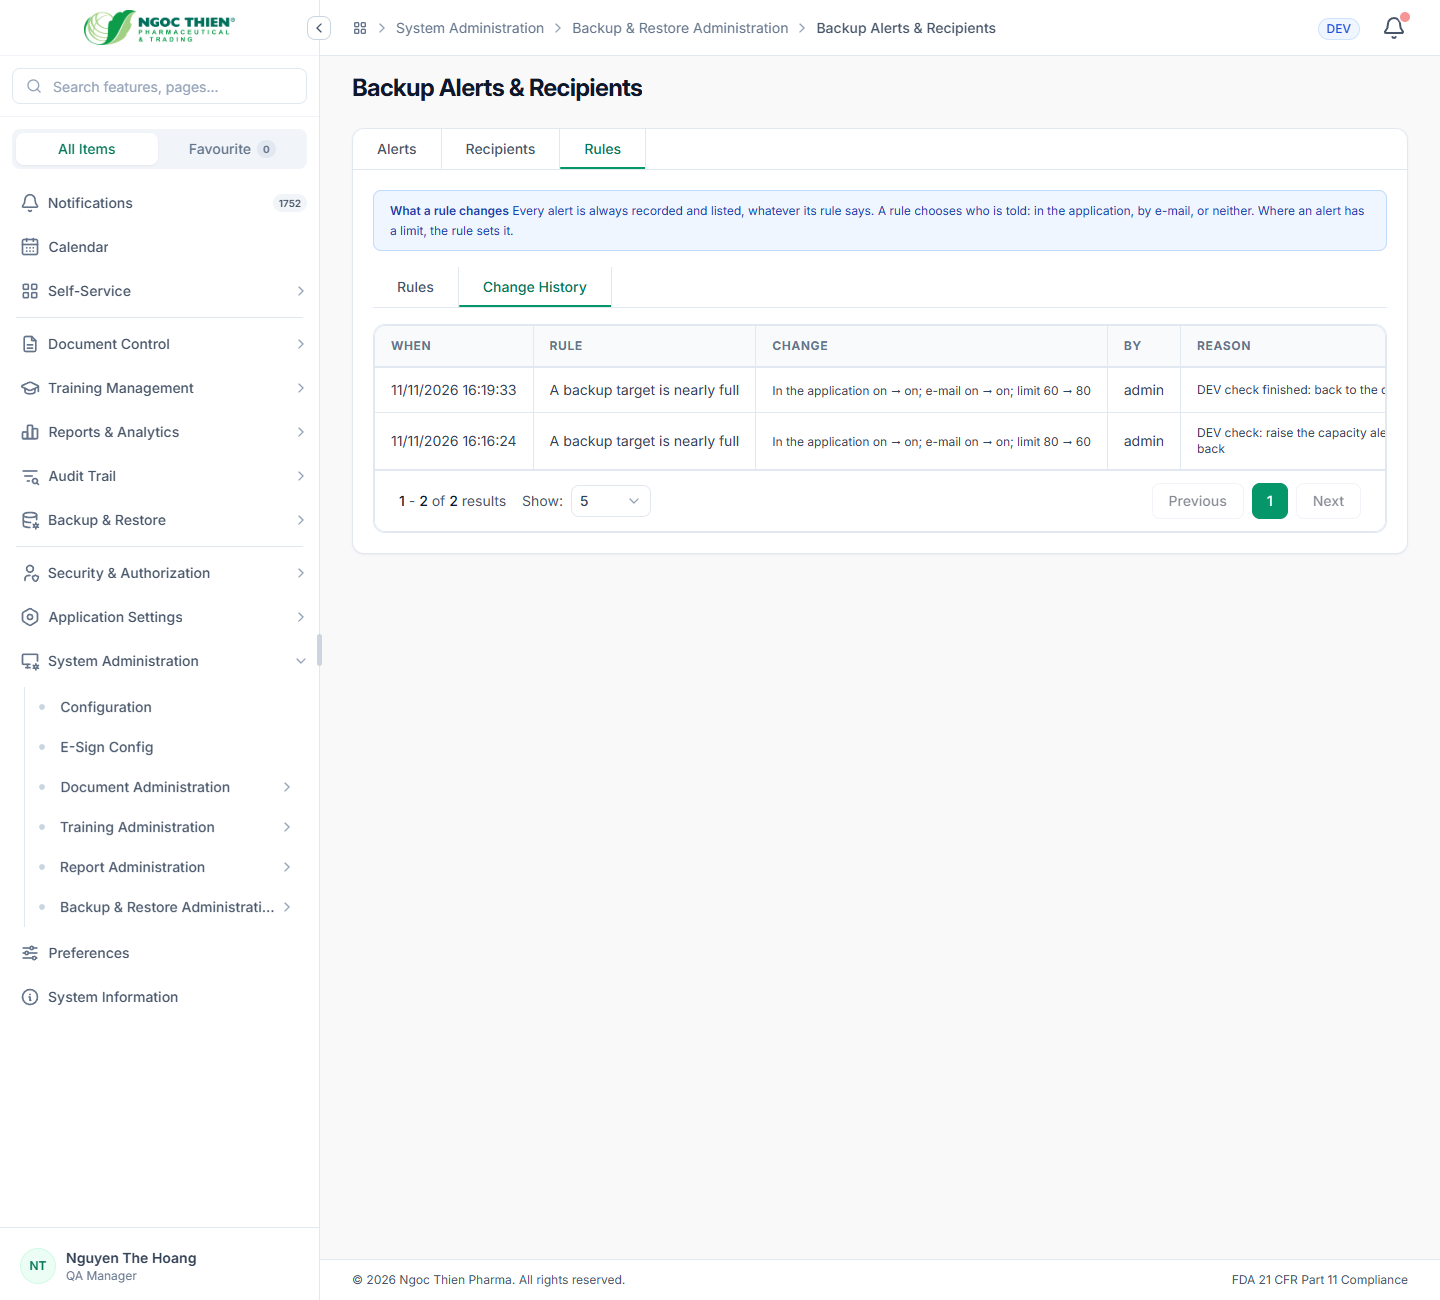 NGOC THIEN®
PHARMACEUTICAL
& TRADING
System Administration
Backup & Restore Administration
Backup Alerts & Recipients
DEV
Search features, pages...
All Items
Favourite 0
Notifications 1752
Calendar
Self-Service
Document Control
Training Management
Reports & Analytics
Audit Trail
Backup & Restore
Security & Authorization
Application Settings
System Administration
Configuration
E-Sign Config
Document Administration
Training Administration
Report Administration
Backup & Restore Administrati...
Preferences
System Information
NT
Nguyen The Hoang
QA Manager
Backup Alerts & Recipients
Alerts Recipients Rules
What a rule changes Every alert is always recorded and listed, whatever its rule says. A rule chooses who is told: in the application, by e-mail, or neither. Where an alert has
a limit, the rule sets it.
Rules Change History
WHEN RULE CHANGE BY REASON
11/11/2026 16:19:33 A backup target is nearly full In the application on → on; e-mail on → on; limit 60 → 80 admin DEV check finished: back to the
11/11/2026 16:16:24 A backup target is nearly full In the application on → on; e-mail on → on; limit 80 → 60 admin DEV check: raise the capacity ale
back
1 - 2 of 2 results Show: 5
Previous 1 Next
© 2026 Ngoc Thien Pharma. All rights reserved.
FDA 21 CFR Part 11 Compliance